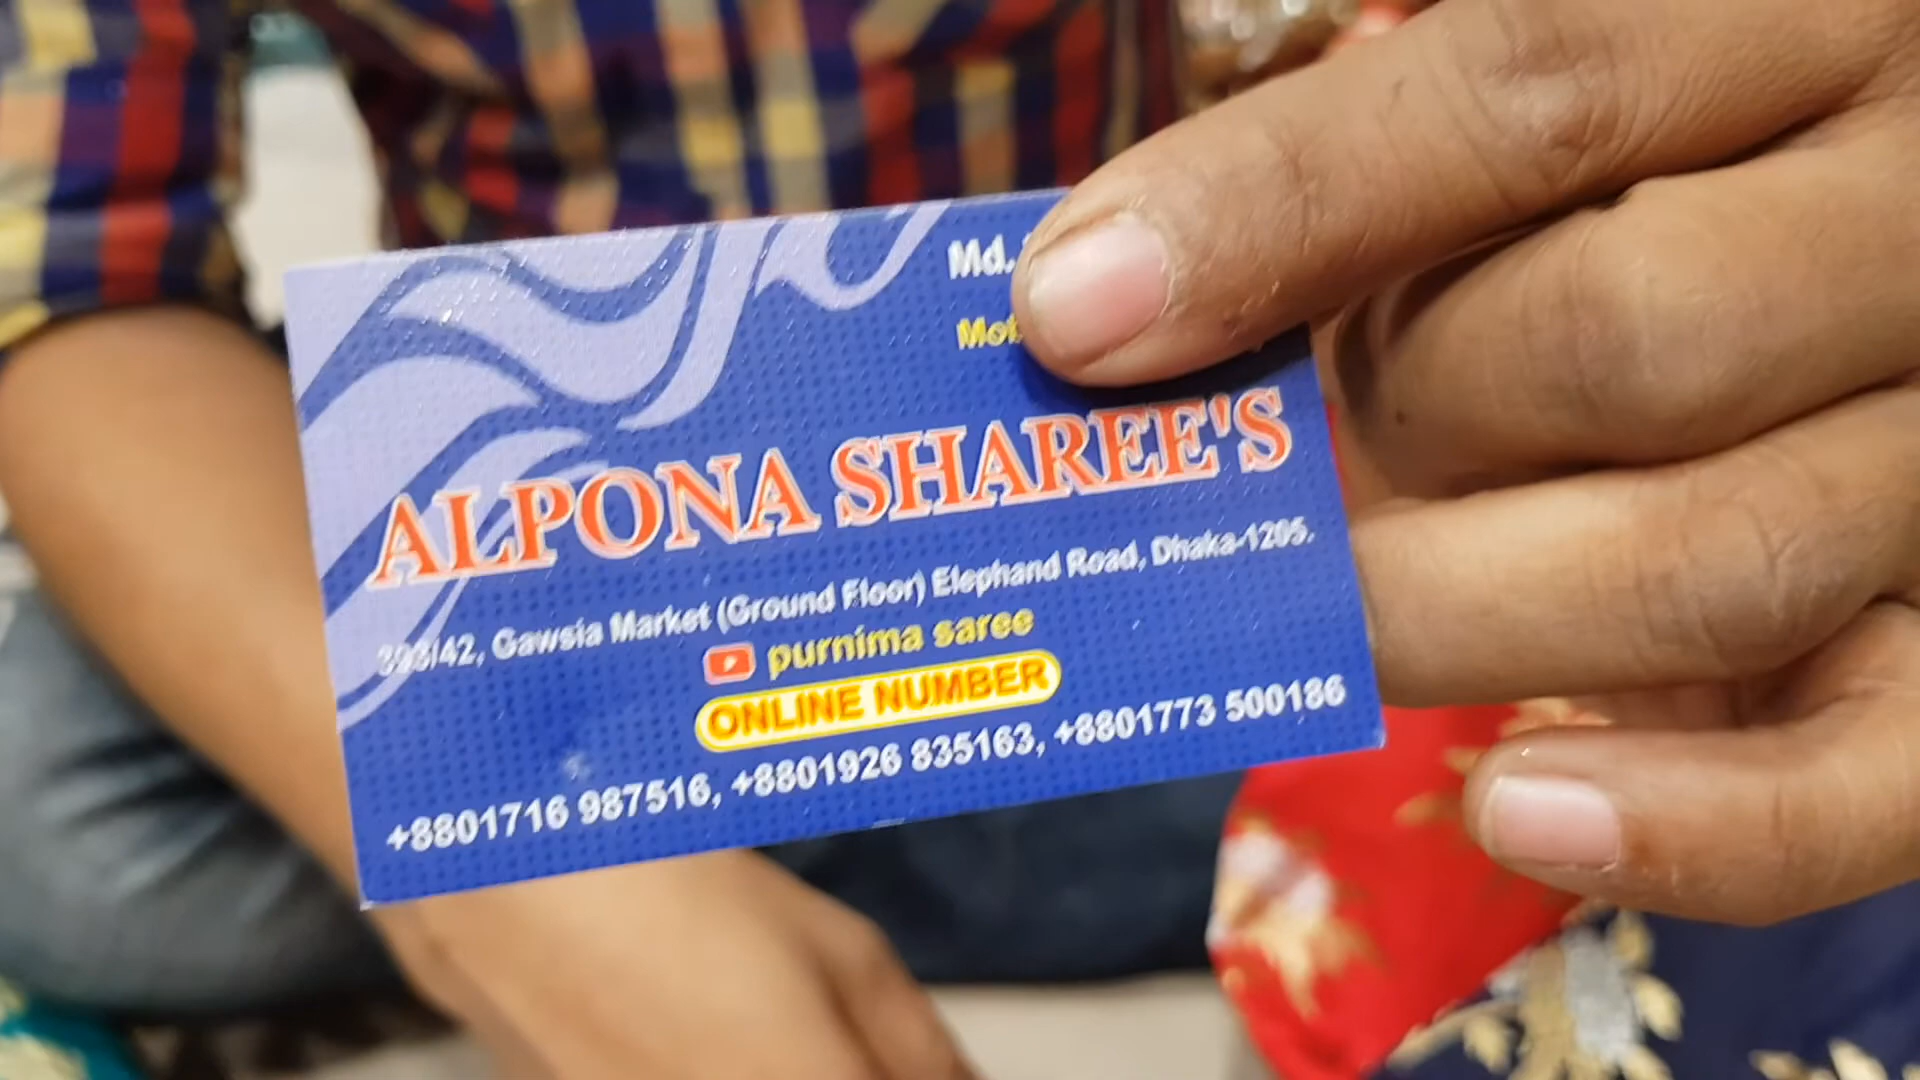 Md.
ALPONA SHAREE'S
393/42, Gawsia Market (Ground Floor) Elephand Road, Dhaka-1205.
purnima saree
ONLINE NUMBER
+8801716 987516, +8801926 835163, +8801773 500186